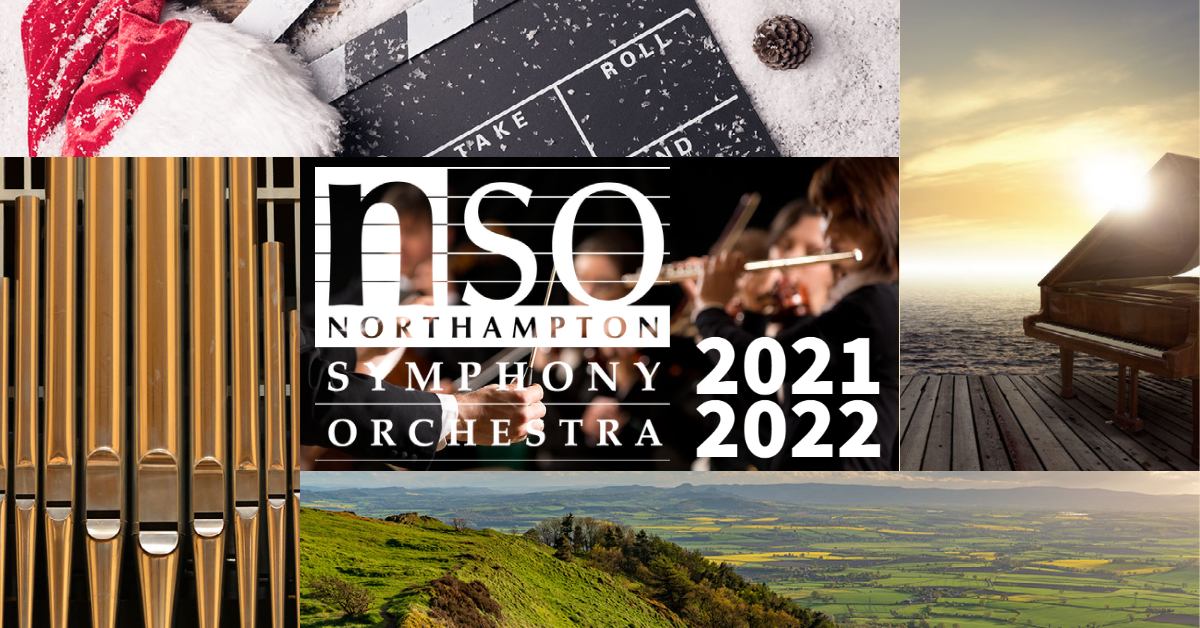 ROLL
TAKE
nso
NORTHAMPTON
SYMPHONY
ORCHESTRA
2021
2022